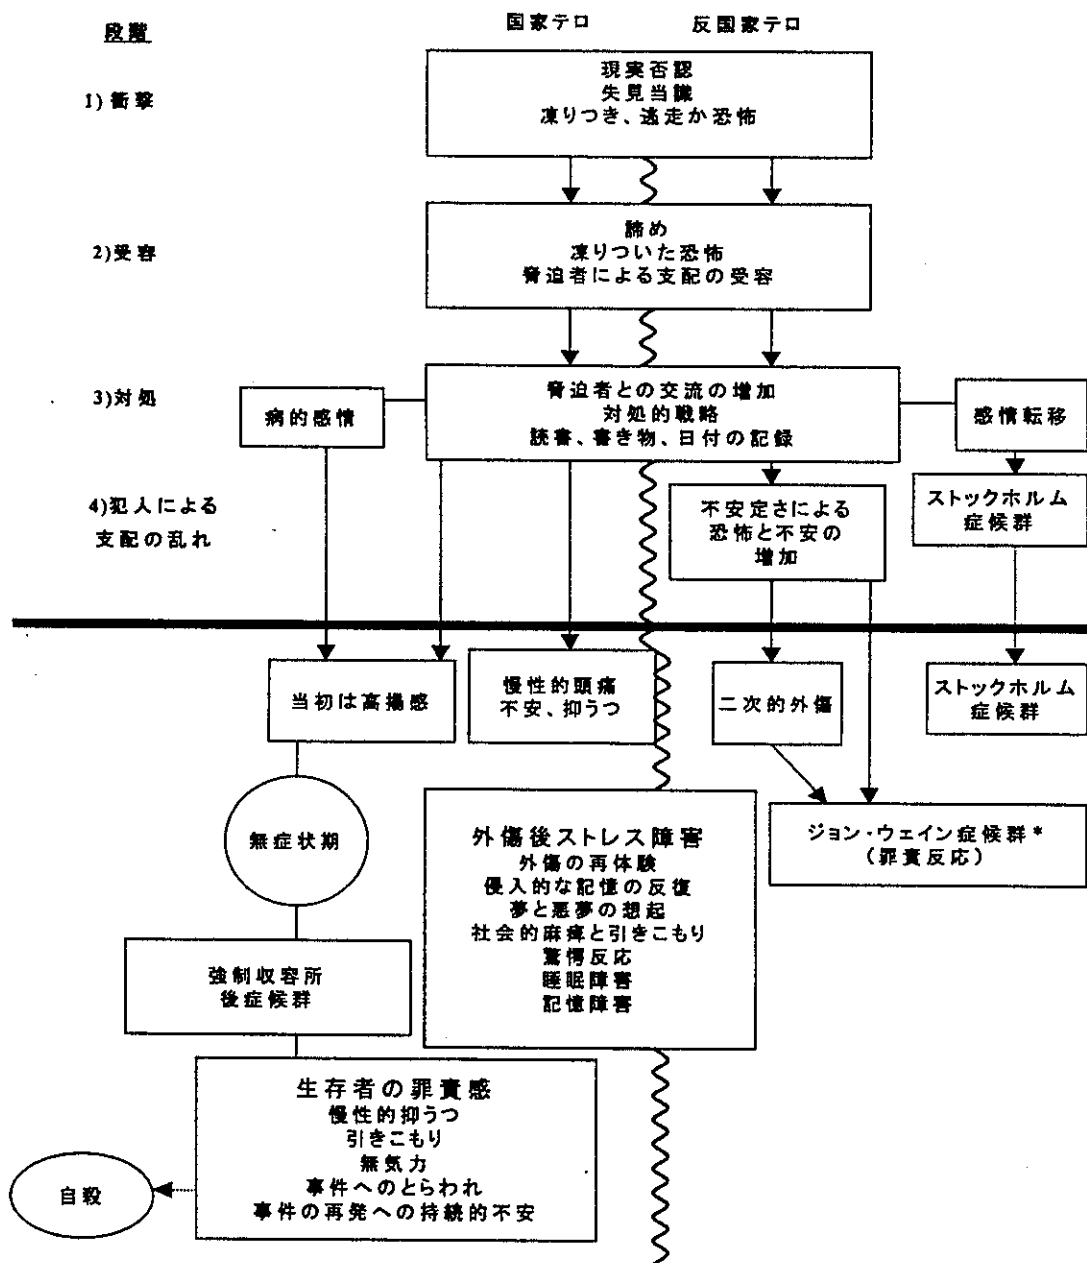 国家テロ 反国家テロ
段階
1) 衝撃
現実否認
失見当識
凍りつき、逃走か恐怖
2)受容
諦め
凍りついた恐怖
脅迫者による支配の受容
3)対処
脅迫者との交流の増加
対処的戦略
読書、書き物、日付の記録
病的感情
感情転移
4)犯人による
支配の乱れ
不安定さによる
恐怖と不安の
増加
ストックホルム
症候群
当初は高揚感
慢性的頭痛
不安、抑うつ
二次的外傷
ストックホルム
症候群
無症状期
外傷後ストレス障害
外傷の再体験
侵入的な記憶の反復
夢と悪夢の想起
社会的麻痺と引きこもり
驚愕反応
睡眠障害
記憶障害
ジョン・ウェイン症候群*
(罪責反応)
強制収容所
後症候群
生存者の罪責感
慢性的抑うつ
引きこもり
無気力
事件へのとらわれ
事件の再発への持続的不安
自殺